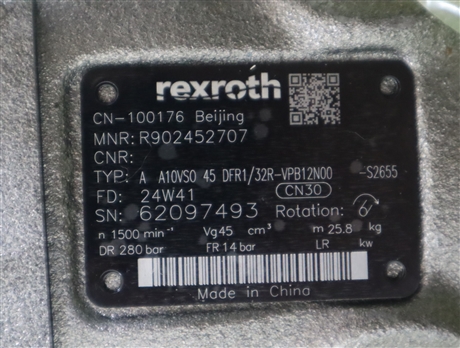 rexroth
CN-100176 Beijing
MNR: R902452707
CNR:
TYP: A A10VSO 45 DFR1/32R-VPB12N00 -S2655
FD: 24W41 CN30
SN: 62097493 Rotation:
n 1500 min⁻¹ Vg45 cm³ m 25.8 kg
DR 280 bar FR 14 bar LR kw
Made in China